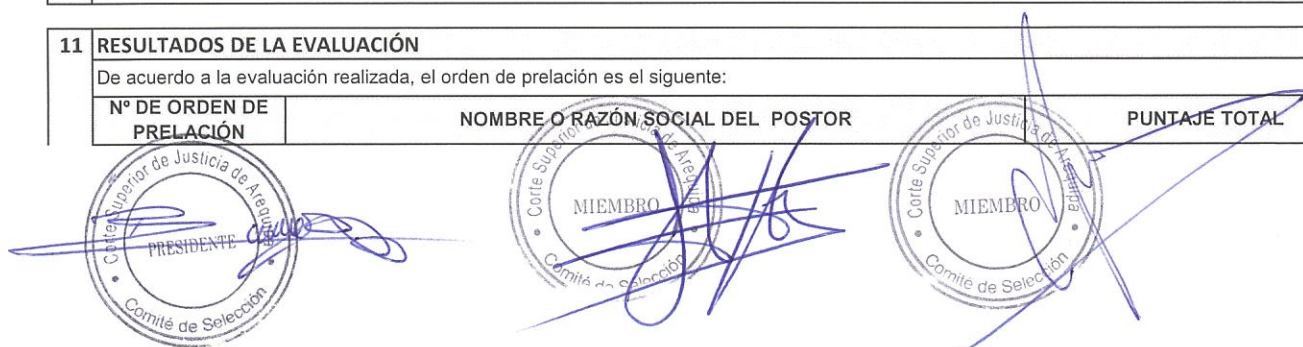 11 RESULTADOS DE LA EVALUACIÓN
De acuerdo a la evaluación realizada, el orden de prelación es el siguente:
Nº DE ORDEN DE PRELACIÓN
NOMBRE O RAZÓN SOCIAL DEL POSTOR
PUNTAJE TOTAL
Corte Superior de Justicia de Arequipa
PRESIDENTE
Comité de Selección
Corte Superior de Justicia de Arequipa
MIEMBRO
Comité de Selección
Corte Superior de Justicia de Arequipa
MIEMBRO
Comité de Selección